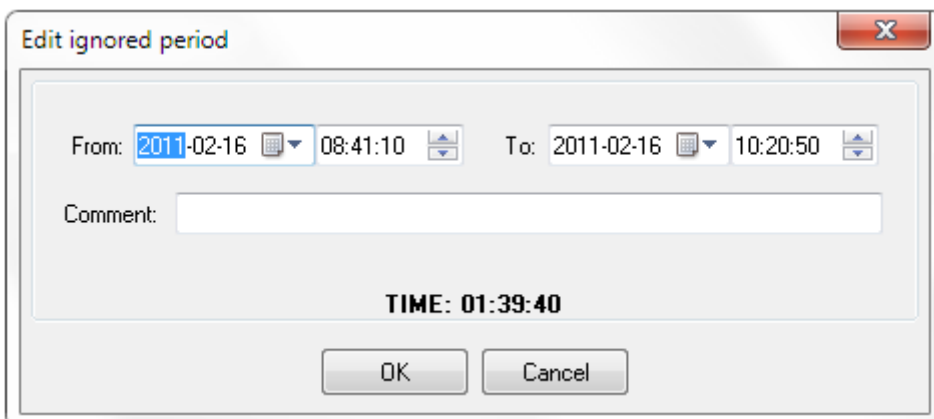 Edit ignored period
From: 2011-02-16 08:41:10 To: 2011-02-16 10:20:50
Comment:
TIME: 01:39:40
OK Cancel